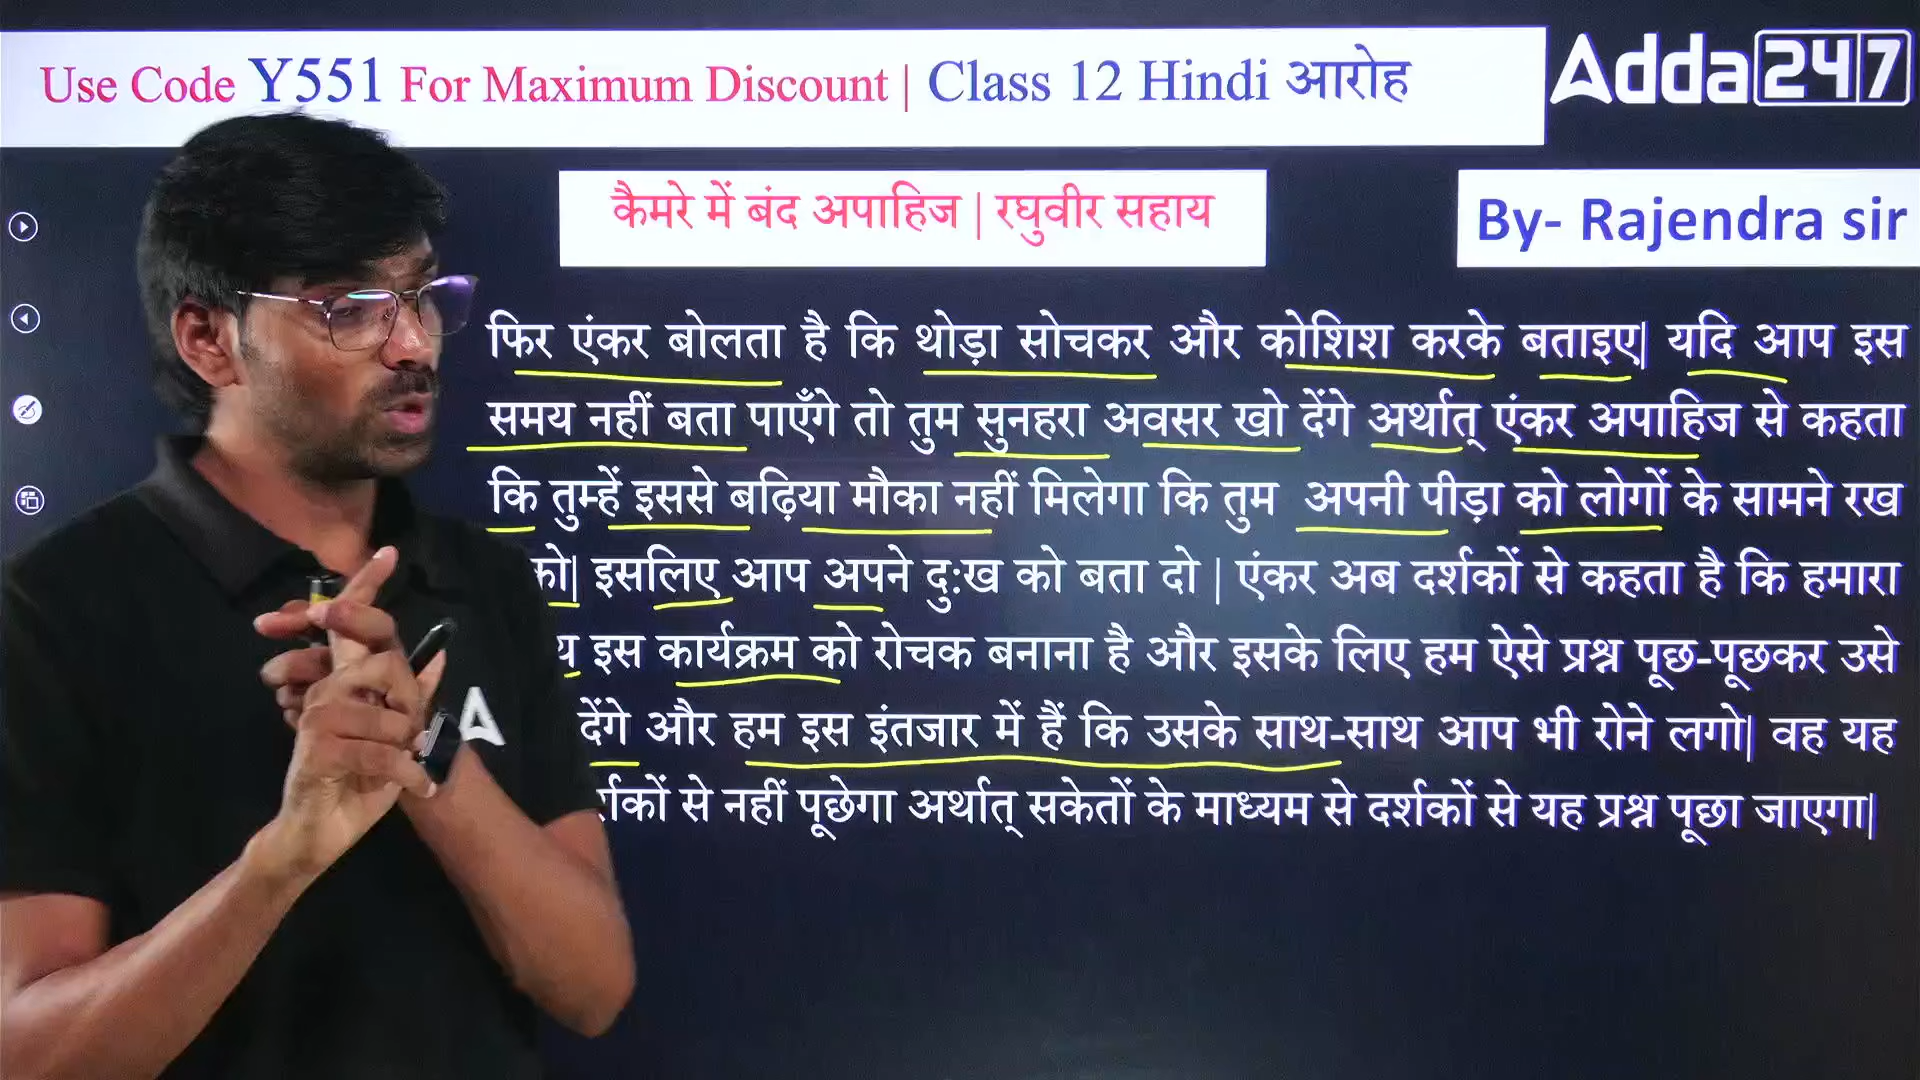 Use Code Y551 For Maximum Discount | Class 12 Hindi आरोह
Adda247
कैमरे में बंद अपाहिज | रघुवीर सहाय
By- Rajendra sir
फिर एंकर बोलता है कि थोड़ा सोचकर और कोशिश करके बताइए| यदि आप इस
समय नहीं बता पाएँगे तो तुम सुनहरा अवसर खो देंगे अर्थात् एंकर अपाहिज से कहता
कि तुम्हें इससे बढ़िया मौका नहीं मिलेगा कि तुम अपनी पीड़ा को लोगों के सामने रख
को| इसलिए आप अपने दु:ख को बता दो | एंकर अब दर्शकों से कहता है कि हमारा
य इस कार्यक्रम को रोचक बनाना है और इसके लिए हम ऐसे प्रश्न पूछ-पूछकर उसे
देंगे और हम इस इंतजार में हैं कि उसके साथ-साथ आप भी रोने लगो| वह यह
र्शकों से नहीं पूछेगा अर्थात् सकेतों के माध्यम से दर्शकों से यह प्रश्न पूछा जाएगा|